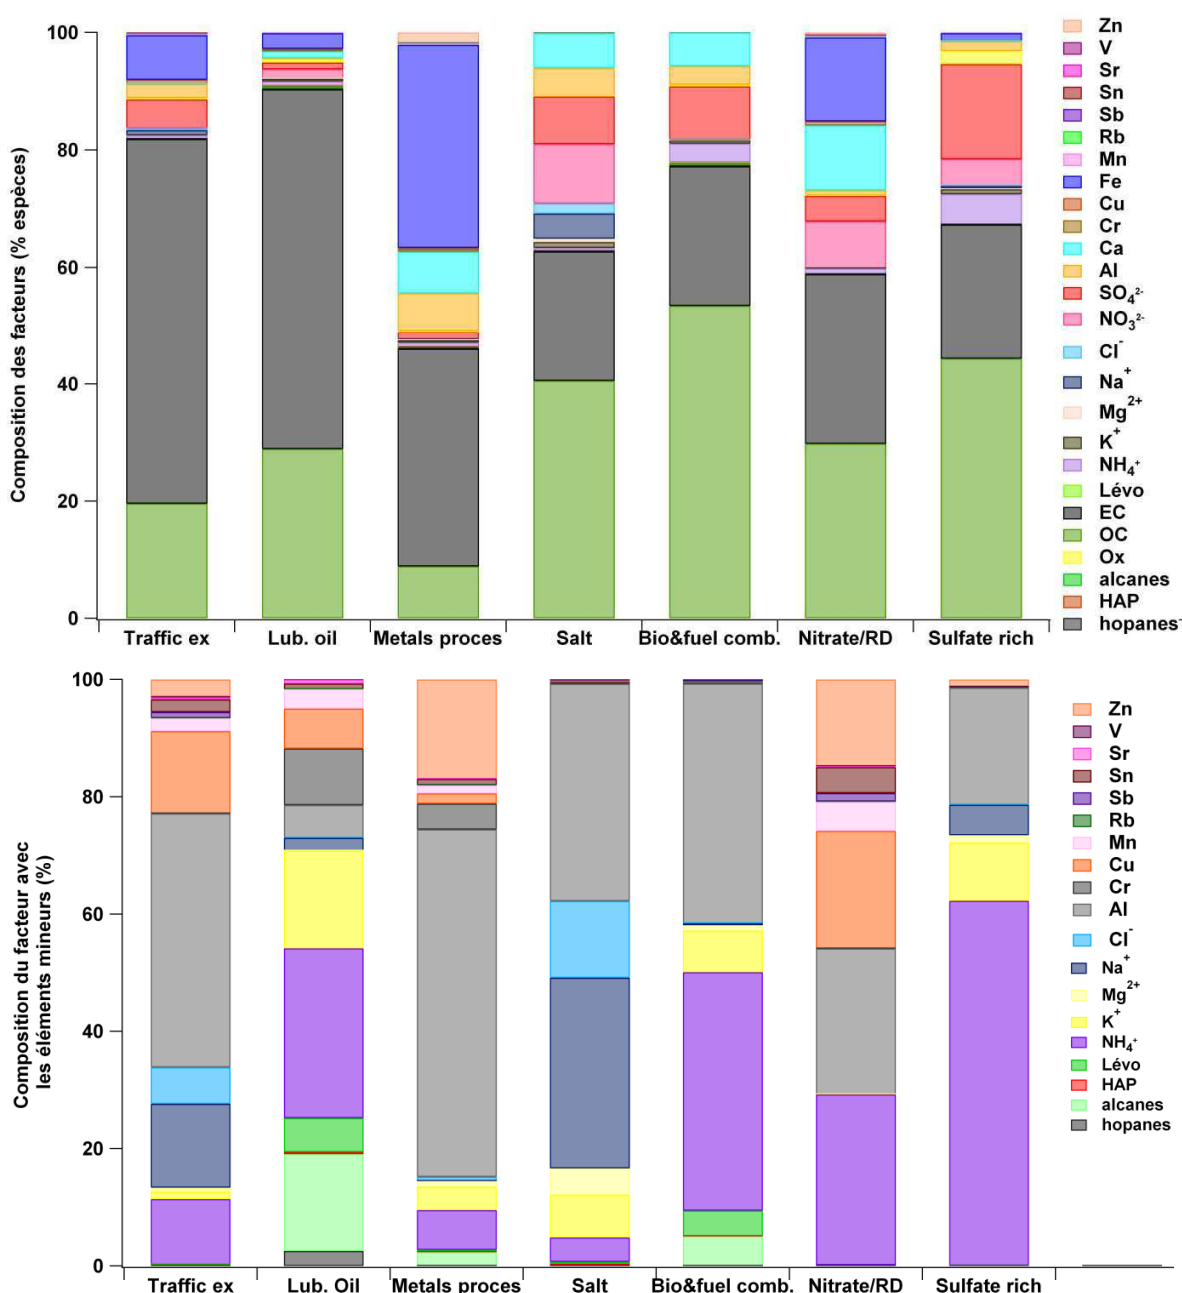 Composition des facteurs (% espèces)
100
80
60
40
20
0
Traffic ex
Lub. oil
Metals proces
Salt
Bio&fuel comb.
Nitrate/RD
Sulfate rich
Zn
V
Sr
Sn
Sb
Rb
Mn
Fe
Cu
Cr
Ca
Al
SO₄²⁻
NO₃²⁻
Cl⁻
Na⁺
Mg²⁺
K⁺
NH₄⁺
Lévo
EC
OC
Ox
alcanes
HAP
hopanes
Composition du facteur avec
les éléments mineurs (%)
100
80
60
40
20
0
Traffic ex
Lub. Oil
Metals proces
Salt
Bio&fuel comb.
Nitrate/RD
Sulfate rich
Zn
V
Sr
Sn
Sb
Rb
Mn
Cu
Cr
Al
Cl⁻
Na⁺
Mg²⁺
K⁺
NH₄⁺
Lévo
HAP
alcanes
hopanes